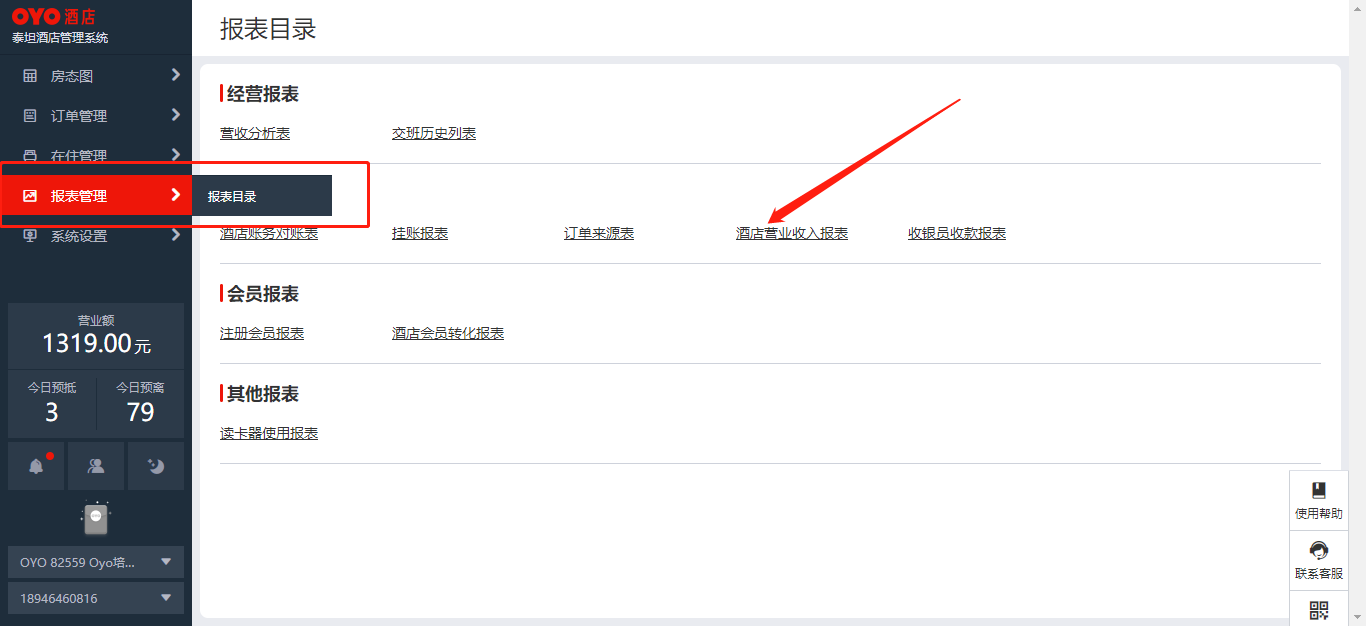 OYO 酒店
泰坦酒店管理系统
房态图
订单管理
在住管理
报表管理
报表目录
系统设置
营业额
1319.00元
今日预抵
3
今日预离
79
OYO 82559 Oyo培...
18946460816
报表目录
经营报表
营收分析表
交班历史列表
酒店账务对账表
挂账报表
订单来源表
酒店营业收入报表
收银员收款报表
会员报表
注册会员报表
酒店会员转化报表
其他报表
读卡器使用报表
使用帮助
联系客服